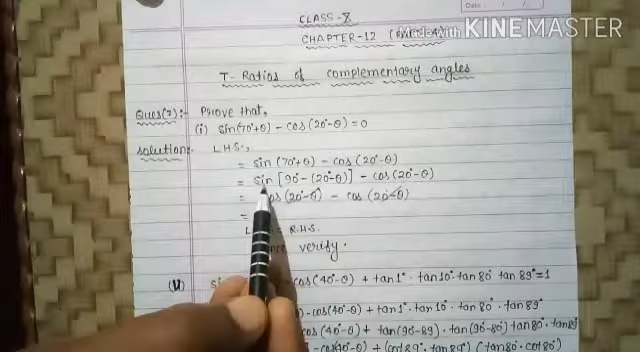 Date :
CLASS-X
CHAPTER-12
Made with KINEMASTER
T-Ratios of complementary angles
Ques(7):- Prove that,
(i) sin(70°+θ) - cos(20°-θ)=0
Solution: L.H.S.,
= sin (70°+θ) - cos(20°-θ)
= sin [90°-(20°-θ)] - cos(20°-θ)
= cos (20°-θ) - cos (20°-θ)
=
= R.H.S.
verify.
(ii) cos(40°-θ) + tan1° · tan10° tan80° tan 89°=1
-cos(40°-θ) + tan1° · tan10° · tan80° · tan89°
cos(40°-θ) + tan(90-89) · tan(90-80) tan80° · tan89
-cos(40°-θ) + (cot89° · tan89°) (tan80° · cot80°